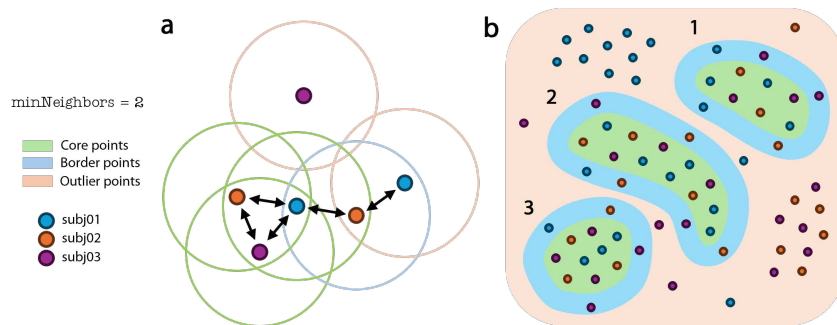 a
b
minNeighbors = 2
Core points
Border points
Outlier points
subj01
subj02
subj03
1
2
3